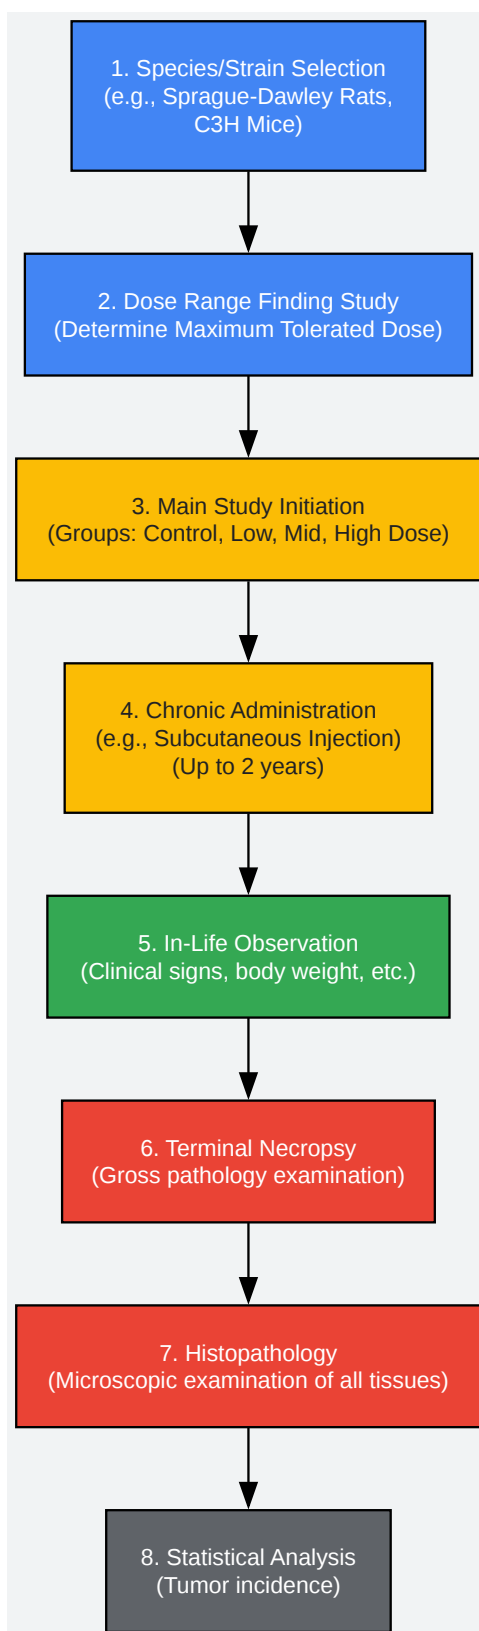 1. Species/Strain Selection
(e.g., Sprague-Dawley Rats,
C3H Mice)
2. Dose Range Finding Study
(Determine Maximum Tolerated Dose)
3. Main Study Initiation
(Groups: Control, Low, Mid, High Dose)
4. Chronic Administration
(e.g., Subcutaneous Injection)
(Up to 2 years)
5. In-Life Observation
(Clinical signs, body weight, etc.)
6. Terminal Necropsy
(Gross pathology examination)
7. Histopathology
(Microscopic examination of all tissues)
8. Statistical Analysis
(Tumor incidence)